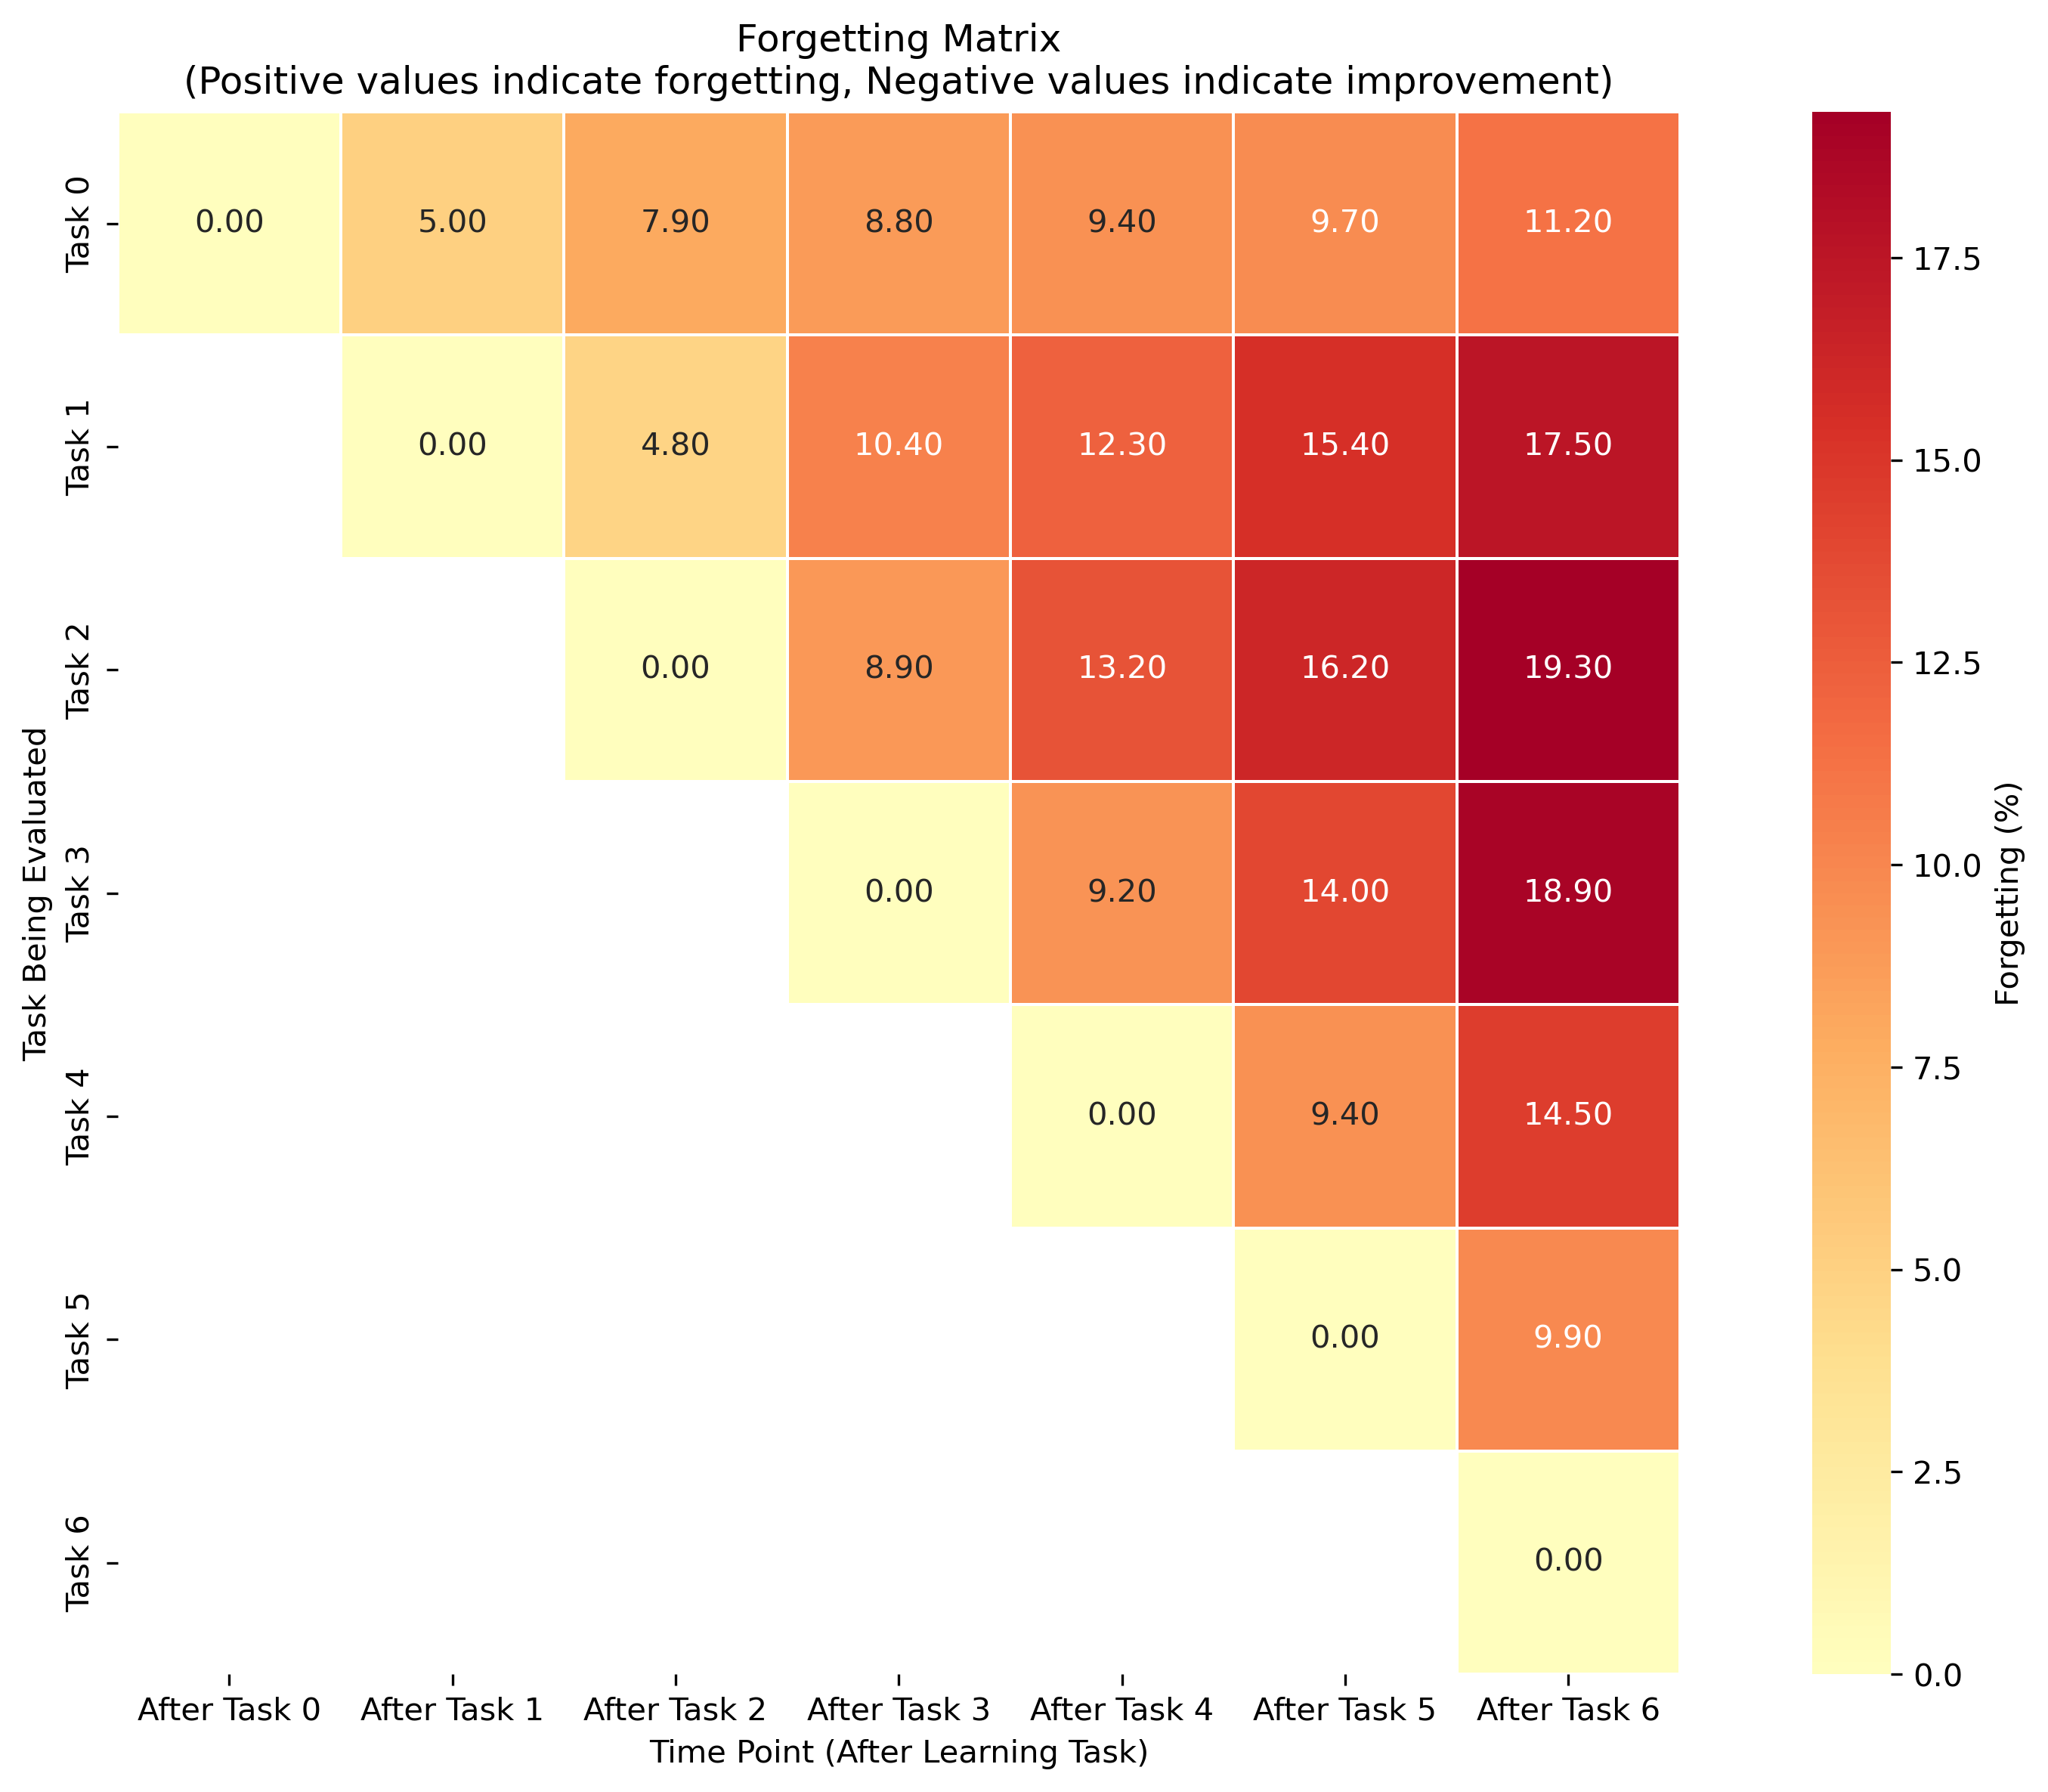 Forgetting Matrix
(Positive values indicate forgetting, Negative values indicate improvement)
Task Being Evaluated
Task 0
0.00 5.00 7.90 8.80 9.40 9.70 11.20
Task 1
0.00 4.80 10.40 12.30 15.40 17.50
Task 2
0.00 8.90 13.20 16.20 19.30
Task 3
0.00 9.20 14.00 18.90
Task 4
0.00 9.40 14.50
Task 5
0.00 9.90
Task 6
0.00
After Task 0 After Task 1 After Task 2 After Task 3 After Task 4 After Task 5 After Task 6
Time Point (After Learning Task)
17.5
15.0
12.5
10.0
7.5
5.0
2.5
0.0
Forgetting (%)